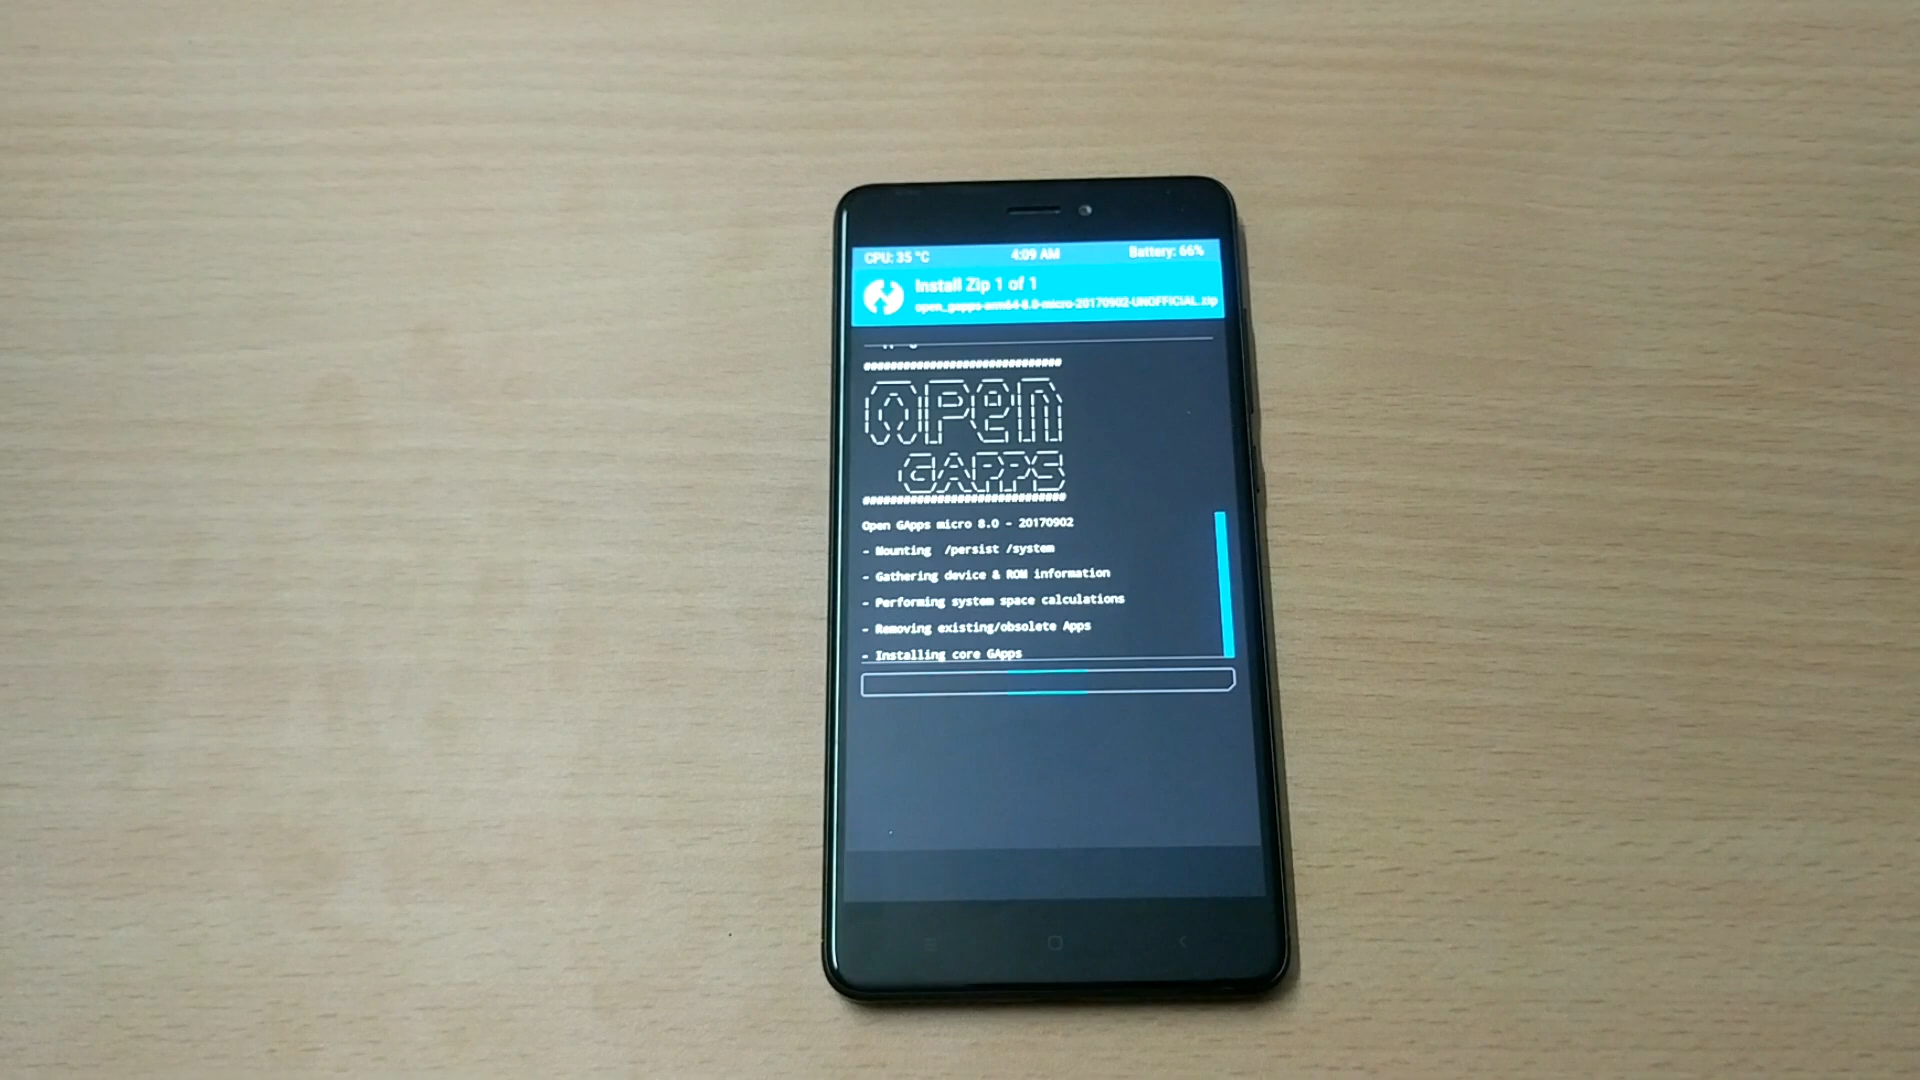 CPU: 35 °C 4:09 AM Battery: 66%
Install Zip 1 of 1
open_gapps-arm64-8.0-micro-20170902-UNOFFICIAL.zip
##############################
OPEN
GAPPS
##############################
Open GApps micro 8.0 - 20170902
- Mounting /persist /system
- Gathering device & ROM information
- Performing system space calculations
- Removing existing/obsolete Apps
- Installing core GApps